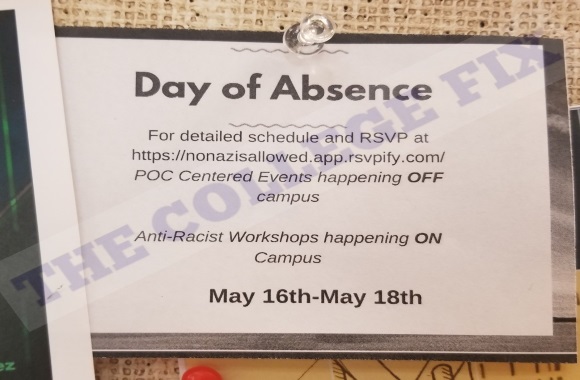 Day of Absence
For detailed schedule and RSVP at
https://nonazisallowed.app.rsvpify.com/
POC Centered Events happening OFF
campus
Anti-Racist Workshops happening ON
Campus
May 16th-May 18th
THE COLLEGE FIX
ez